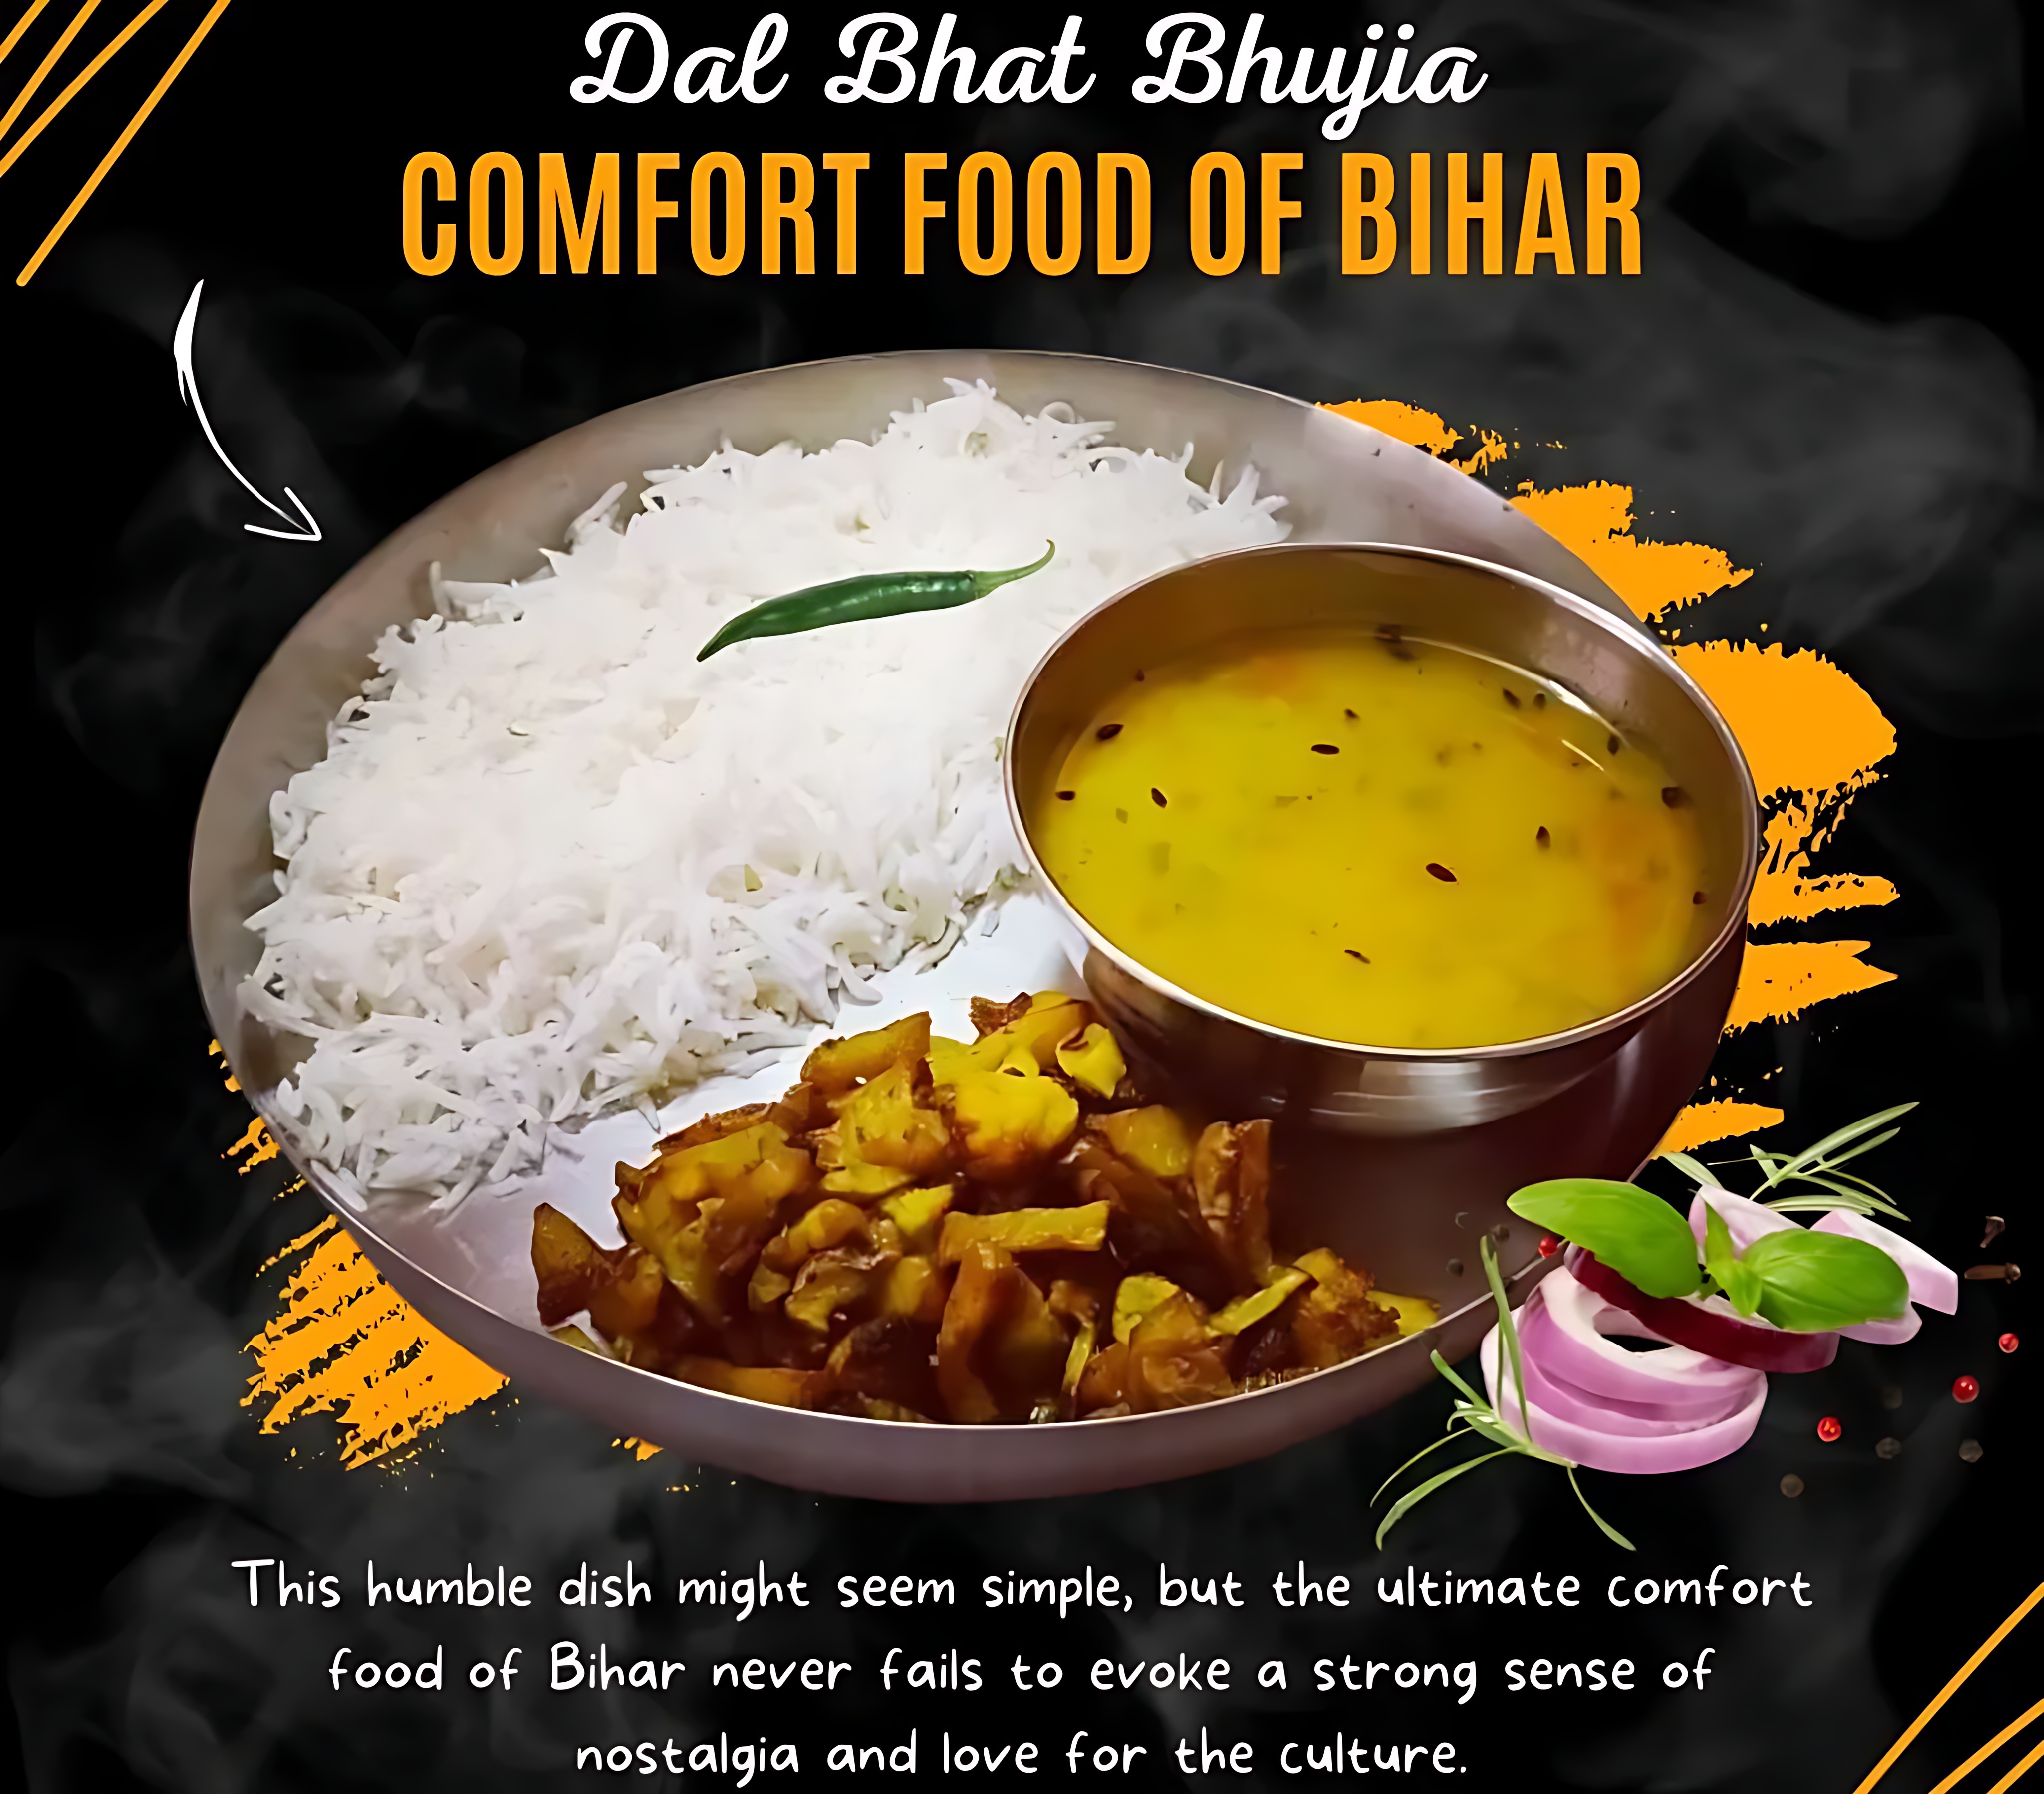 Dal Bhat Bhujia
COMFORT FOOD OF BIHAR
This humble dish might seem simple, but the ultimate comfort
food of Bihar never fails to evoke a strong sense of
nostalgia and love for the culture.